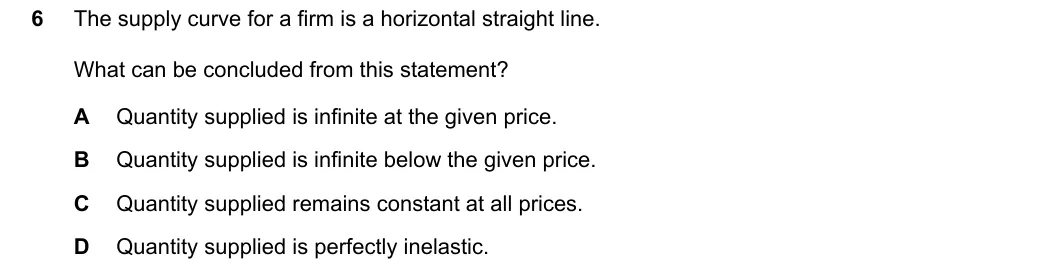 6 The supply curve for a firm is a horizontal straight line.
What can be concluded from this statement?
A Quantity supplied is infinite at the given price.
B Quantity supplied is infinite below the given price.
C Quantity supplied remains constant at all prices.
D Quantity supplied is perfectly inelastic.